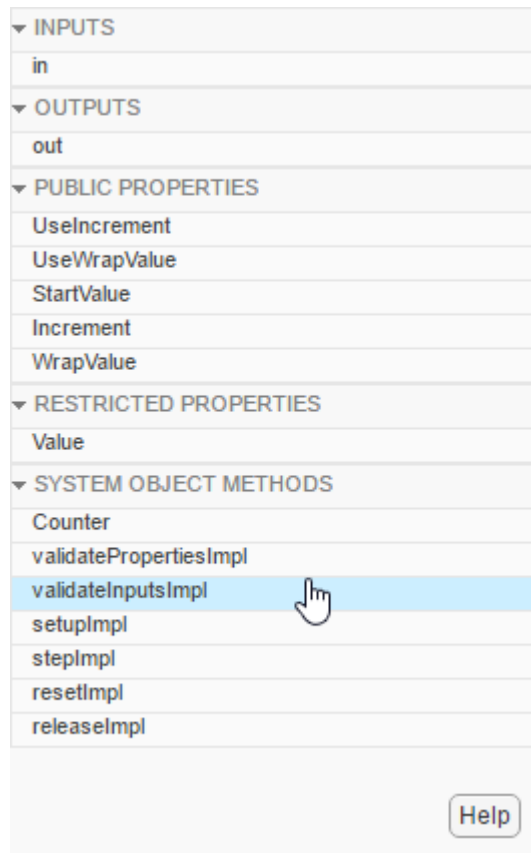 INPUTS
in
OUTPUTS
out
PUBLIC PROPERTIES
UseIncrement
UseWrapValue
StartValue
Increment
WrapValue
RESTRICTED PROPERTIES
Value
SYSTEM OBJECT METHODS
Counter
validatePropertiesImpl
validateInputsImpl
setupImpl
stepImpl
resetImpl
releaseImpl
Help